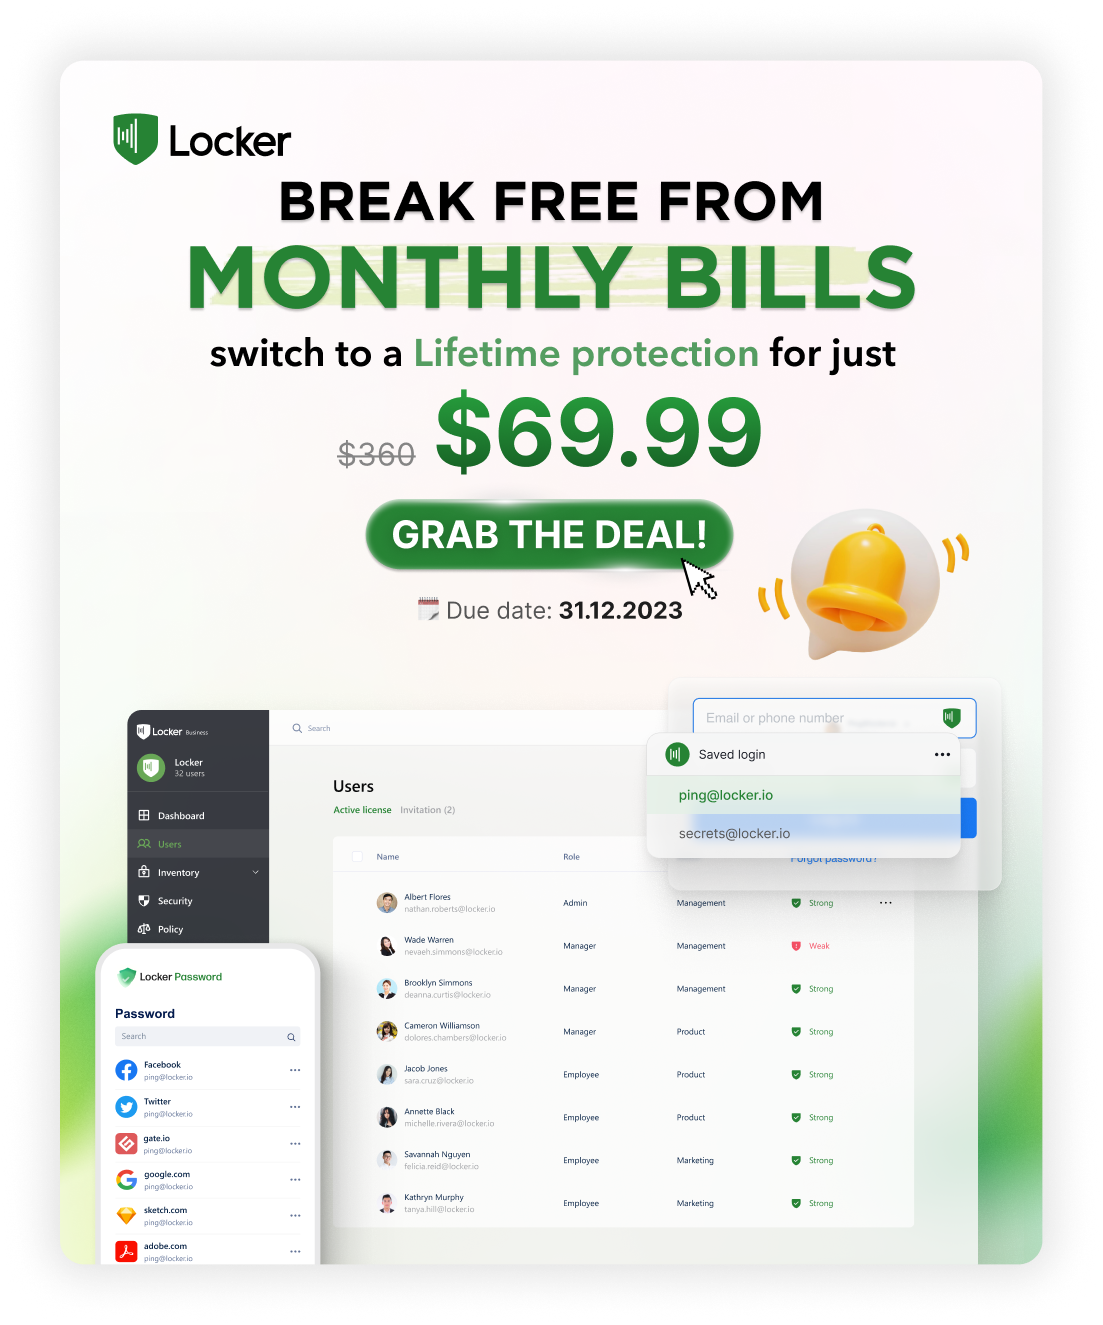 Locker
BREAK FREE FROM
MONTHLY BILLS
switch to a Lifetime protection for just
$360 $69.99
GRAB THE DEAL!
Due date: 31.12.2023
Locker Business
Locker
32 users
Dashboard
Users
Inventory
Security
Policy
Search
Users
Active license Invitation (2)
Name Role
Albert Flores
nathan.roberts@locker.io
Admin Management Strong
Wade Warren
nevaeh.simmons@locker.io
Manager Management Weak
Brooklyn Simmons
deanna.curtis@locker.io
Manager Management Strong
Cameron Williamson
dolores.chambers@locker.io
Manager Product Strong
Jacob Jones
sara.cruz@locker.io
Employee Product Strong
Annette Black
michelle.rivera@locker.io
Employee Product Strong
Savannah Nguyen
felicia.reid@locker.io
Employee Marketing Strong
Kathryn Murphy
tanya.hill@locker.io
Employee Marketing Strong
Email or phone number
Saved login
ping@locker.io
secrets@locker.io
Forgot password?
Locker Password
Password
Search
Facebook
ping@locker.io
Twitter
ping@locker.io
gate.io
ping@locker.io
google.com
ping@locker.io
sketch.com
ping@locker.io
adobe.com
ping@locker.io